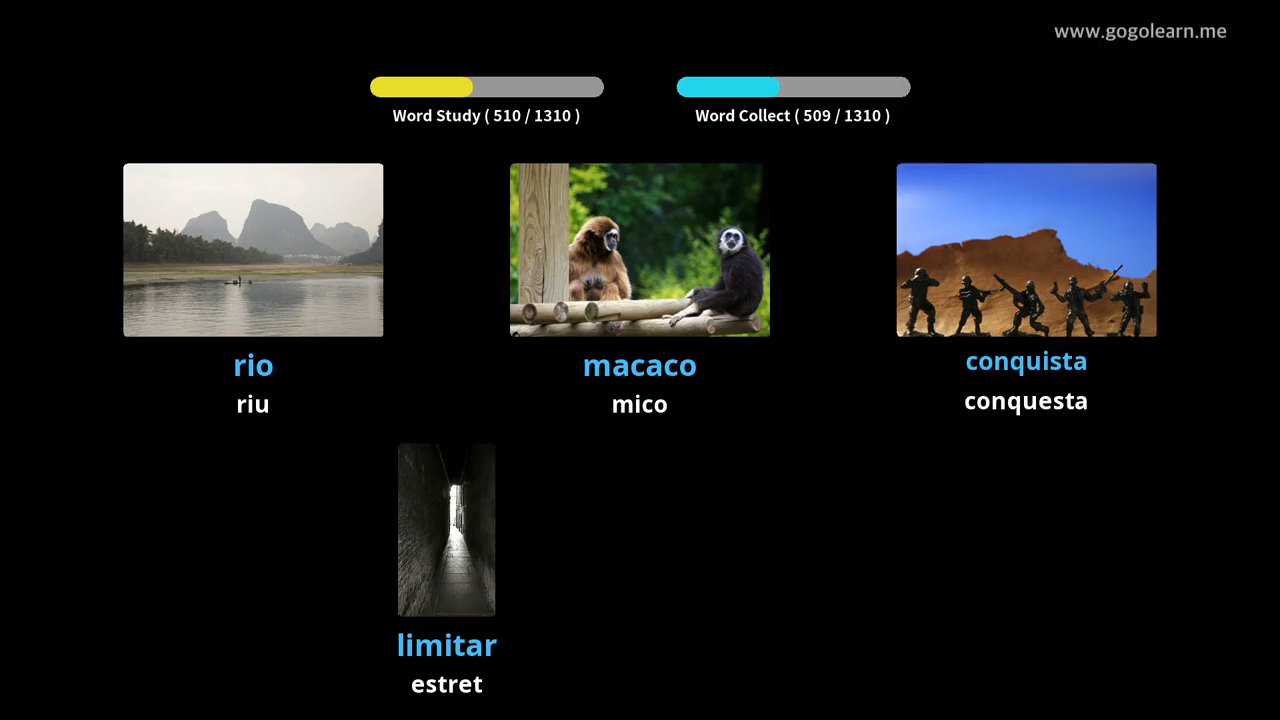 www.gogolearn.me
Word Study ( 510 / 1310 )
Word Collect ( 509 / 1310 )
rio
riu
macaco
mico
conquista
conquesta
limitar
estret